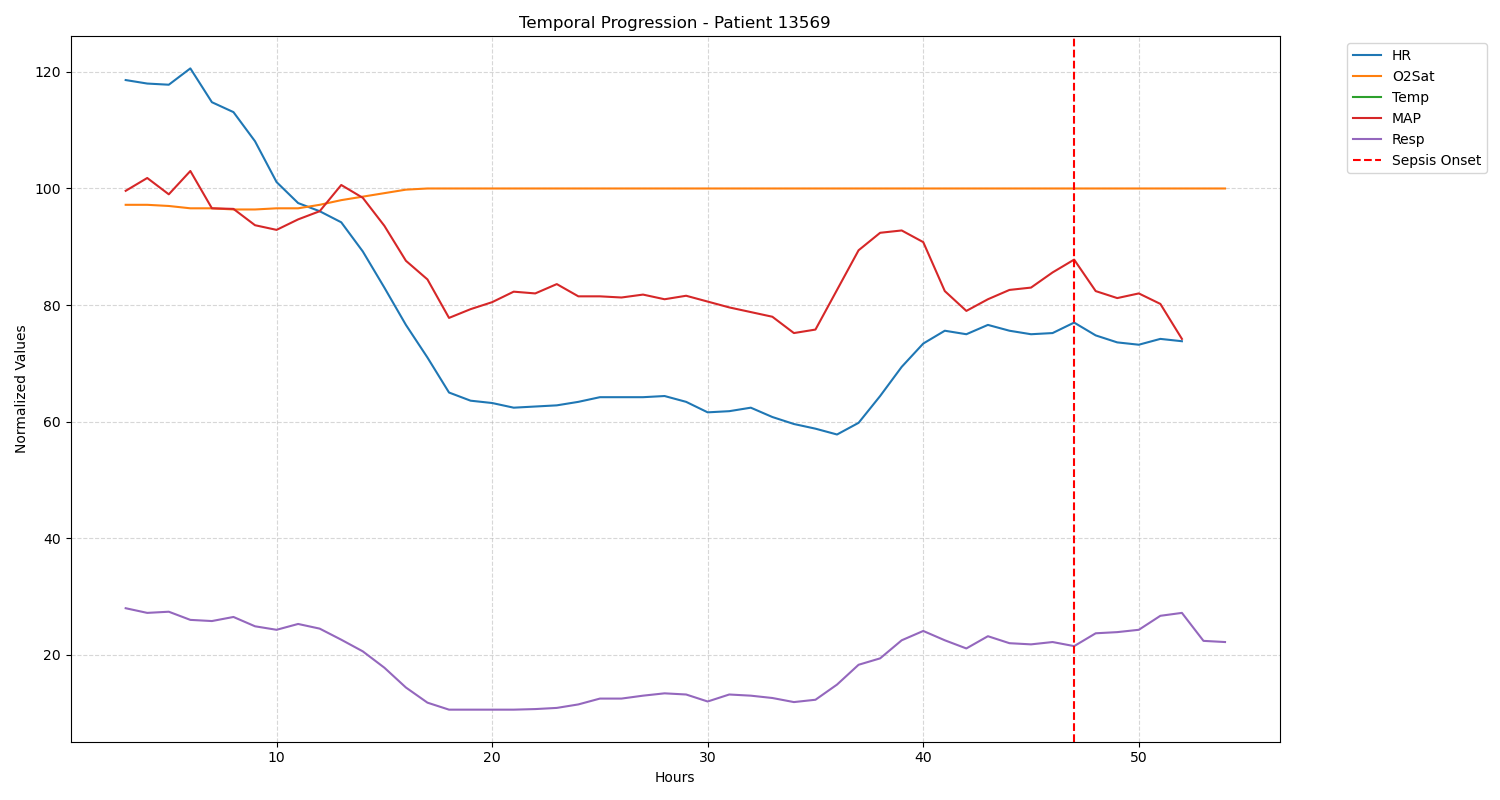 Temporal Progression - Patient 13569
HR
O2Sat
Temp
MAP
Resp
Sepsis Onset
Normalized Values
120
100
80
60
40
20
10 20 30 40 50
Hours